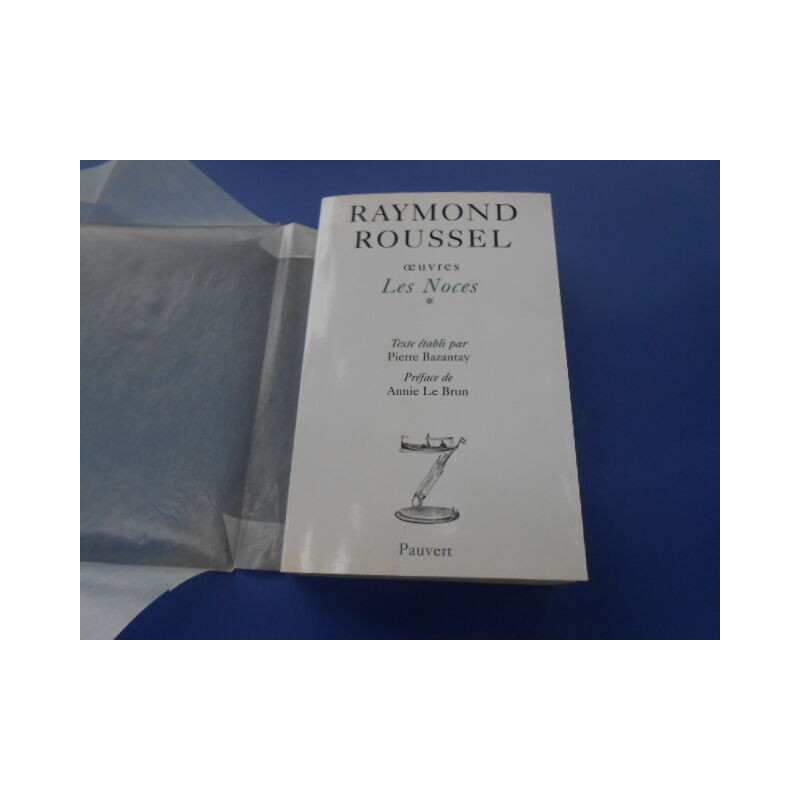 RAYMOND
ROUSSEL
œuvres
Les Noces
*
Texte établi par
Pierre Bazantay
Préface de
Annie Le Brun
Pauvert